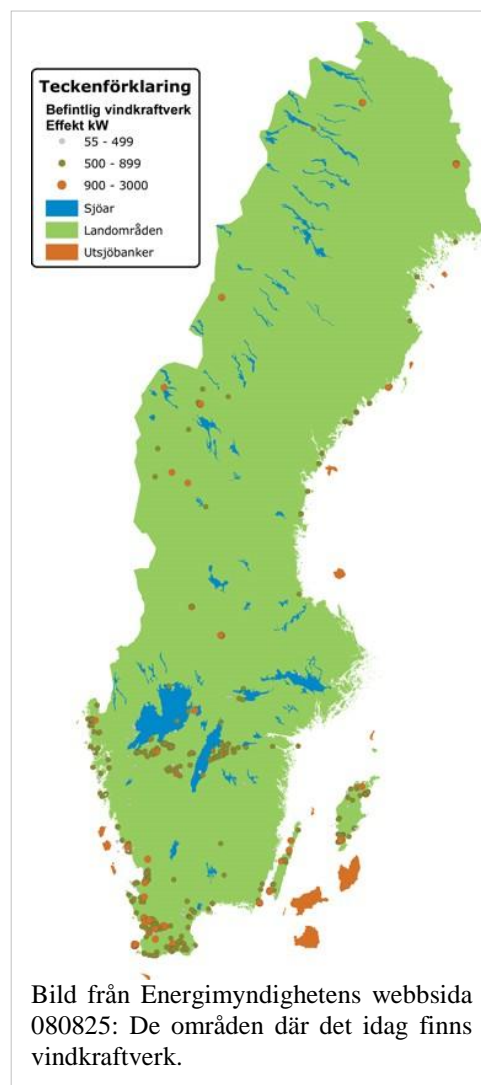 Teckenförklaring
Befintlig vindkraftverk
Effekt kW
55 - 499
500 - 899
900 - 3000
Sjöar
Landområden
Utsjöbanker
Bild från Energimyndighetens webbsida
080825: De områden där det idag finns
vindkraftverk.